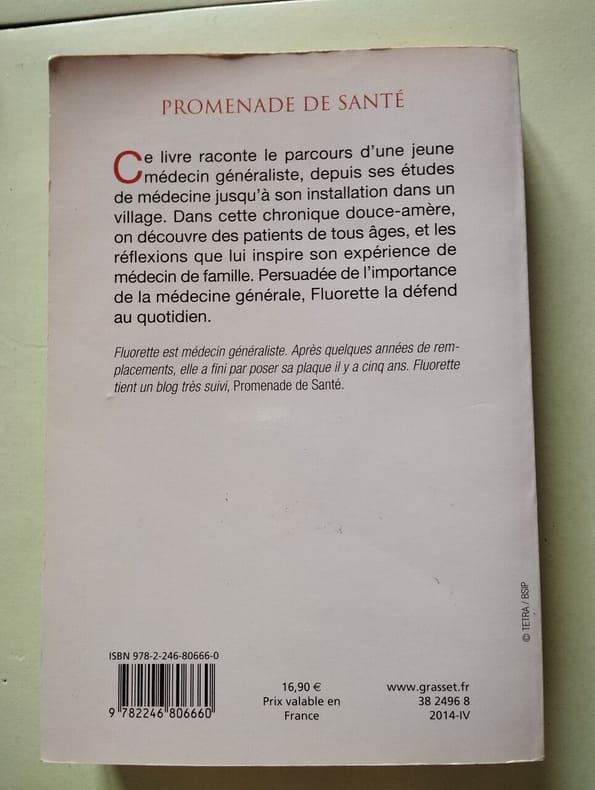 PROMENADE DE SANTÉ
Ce livre raconte le parcours d'une jeune
médecin généraliste, depuis ses études
de médecine jusqu'à son installation dans un
village. Dans cette chronique douce-amère,
on découvre des patients de tous âges, et les
réflexions que lui inspire son expérience de
médecin de famille. Persuadée de l'importance
de la médecine générale, Fluorette la défend
au quotidien.
Fluorette est médecin généraliste. Après quelques années de rem-
placements, elle a fini par poser sa plaque il y a cinq ans. Fluorette
tient un blog très suivi, Promenade de Santé.
© TETRA / BSIP
ISBN 978-2-246-80666-0
9 782246 806660
16,90 €
Prix valable en
France
www.grasset.fr
38 2496 8
2014-IV